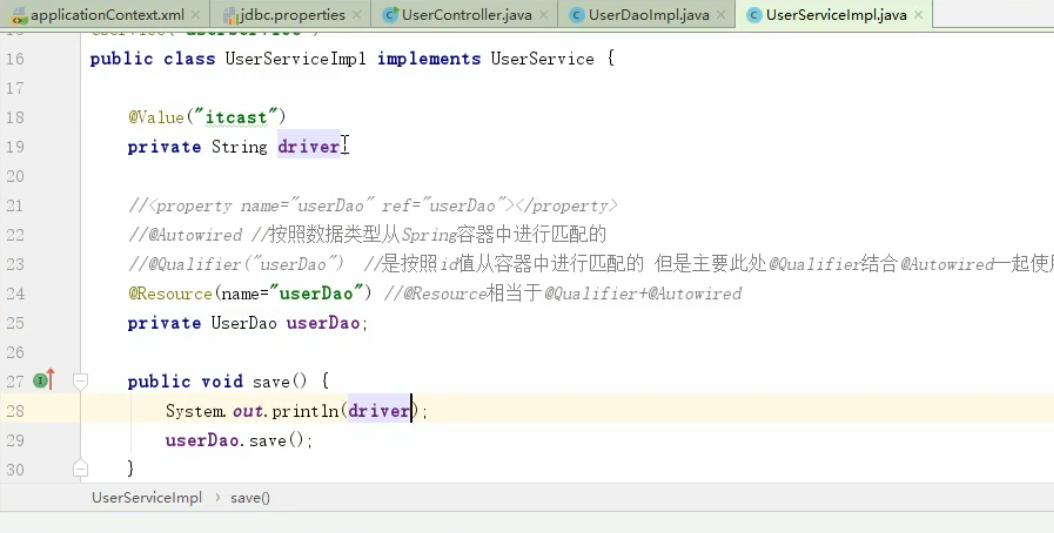 applicationContext.xml × jdbc.properties × UserController.java × UserDaoImpl.java × UserServiceImpl.java ×
16 public class UserServiceImpl implements UserService {
17
18 @Value("itcast")
19 private String driver
20
21 //<property name="userDao" ref="userDao"></property>
22 //@Autowired //按照数据类型从Spring容器中进行匹配的
23 //@Qualifier("userDao") //是按照id值从容器中进行匹配的 但是主要此处@Qualifier结合@Autowired一起使
24 @Resource(name="userDao") //@Resource相当于@Qualifier+@Autowired
25 private UserDao userDao;
26
27 public void save() {
28 System.out.println(driver);
29 userDao.save();
30 }
UserServiceImpl › save()